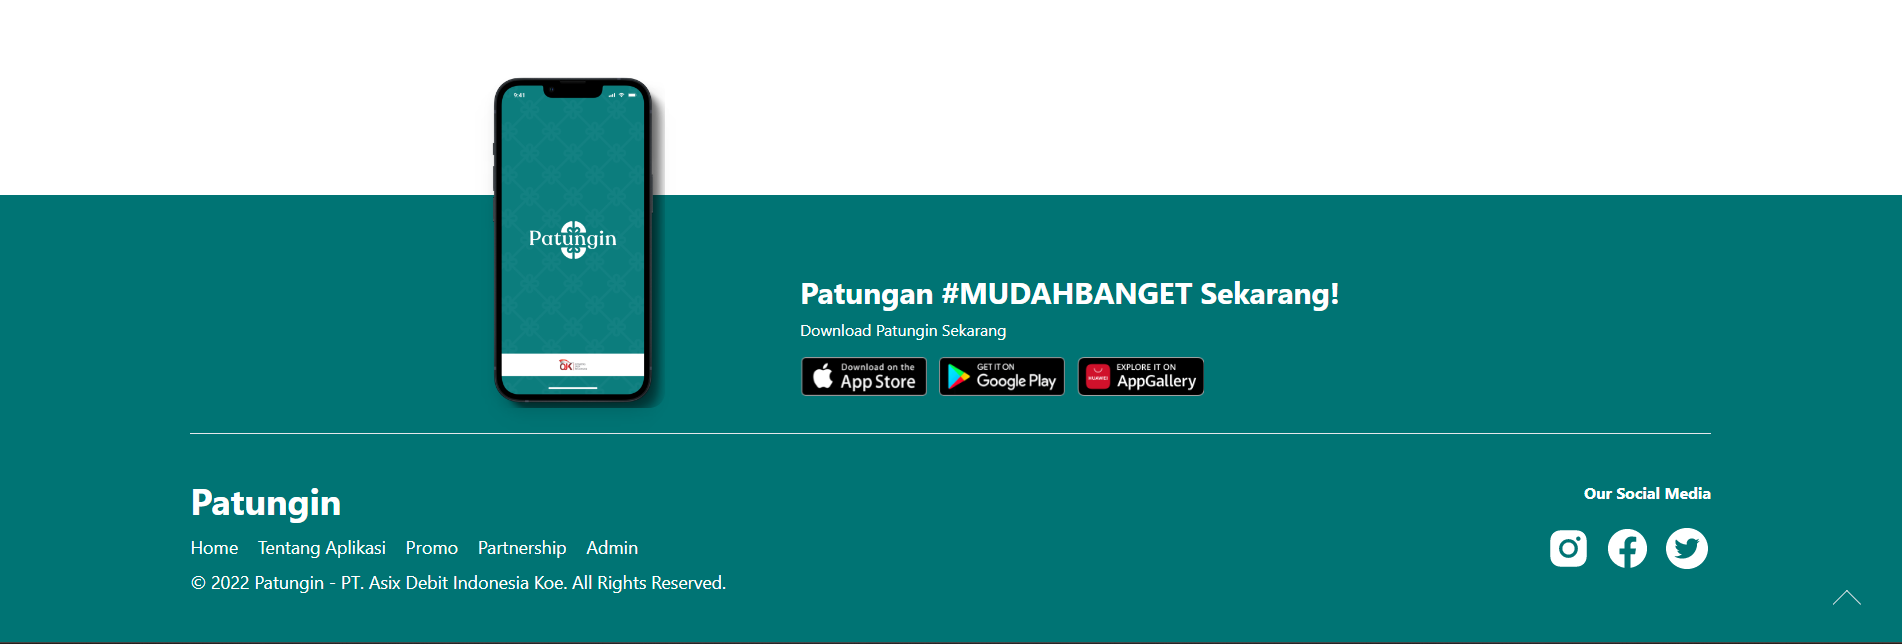 9:41
Patungin
Patungan #MUDAHBANGET Sekarang!
Download Patungin Sekarang
Download on the
App Store
GET IT ON
Google Play
HUAWEI
EXPLORE IT ON
AppGallery
Patungin
Home Tentang Aplikasi Promo Partnership Admin
© 2022 Patungin - PT. Asix Debit Indonesia Koe. All Rights Reserved.
Our Social Media